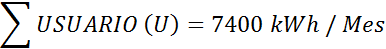 ∑ USUARIO (U) = 7400 kWh / Mes